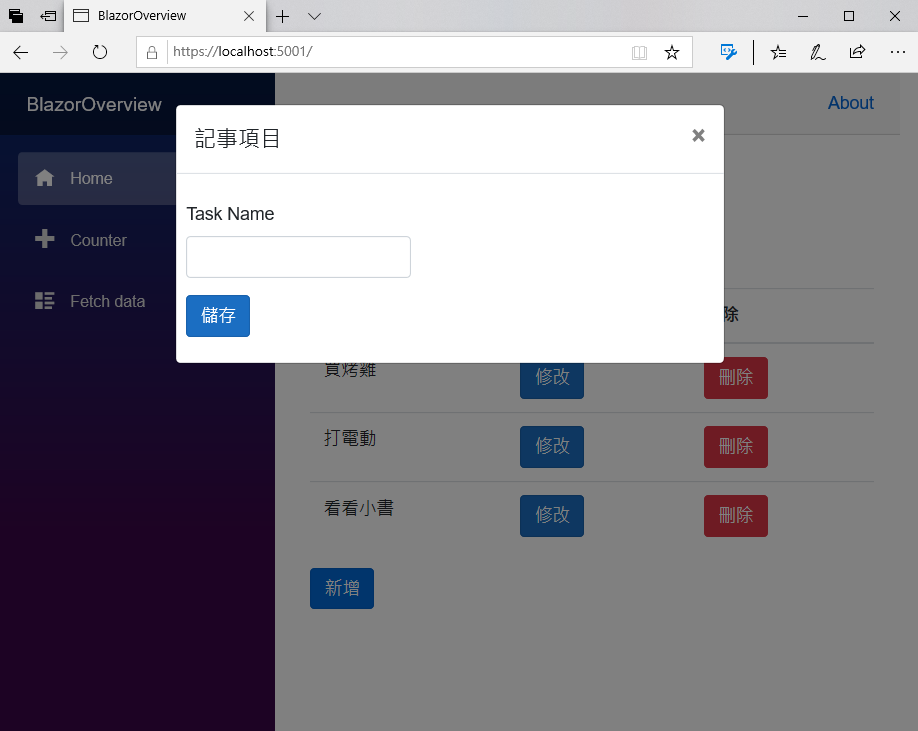 BlazorOverview
https://localhost:5001/
BlazorOverview
About
記事項目
×
Home
Task Name
Counter
Fetch data
儲存
除
買烤雞
修改
刪除
打電動
修改
刪除
看看小書
修改
刪除
新增